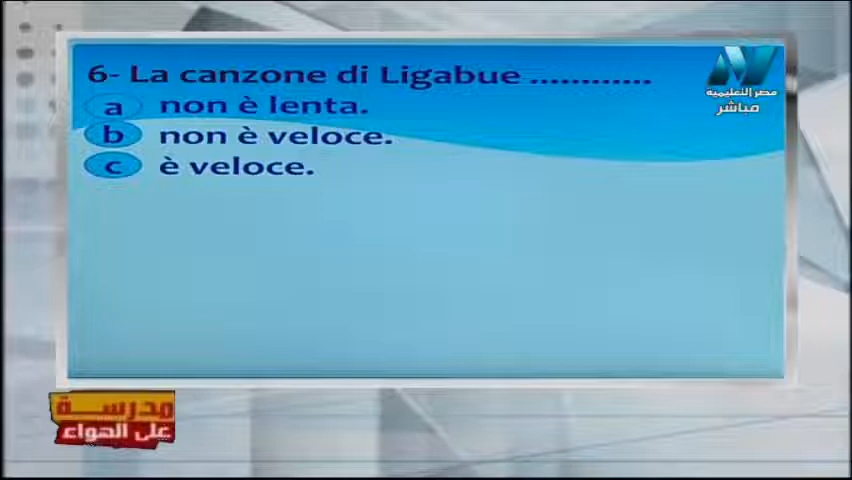 6- La canzone di Ligabue ............
a non è lenta.
b non è veloce.
c è veloce.
مصر التعليمية
مباشر
مدرسة
على الهواء